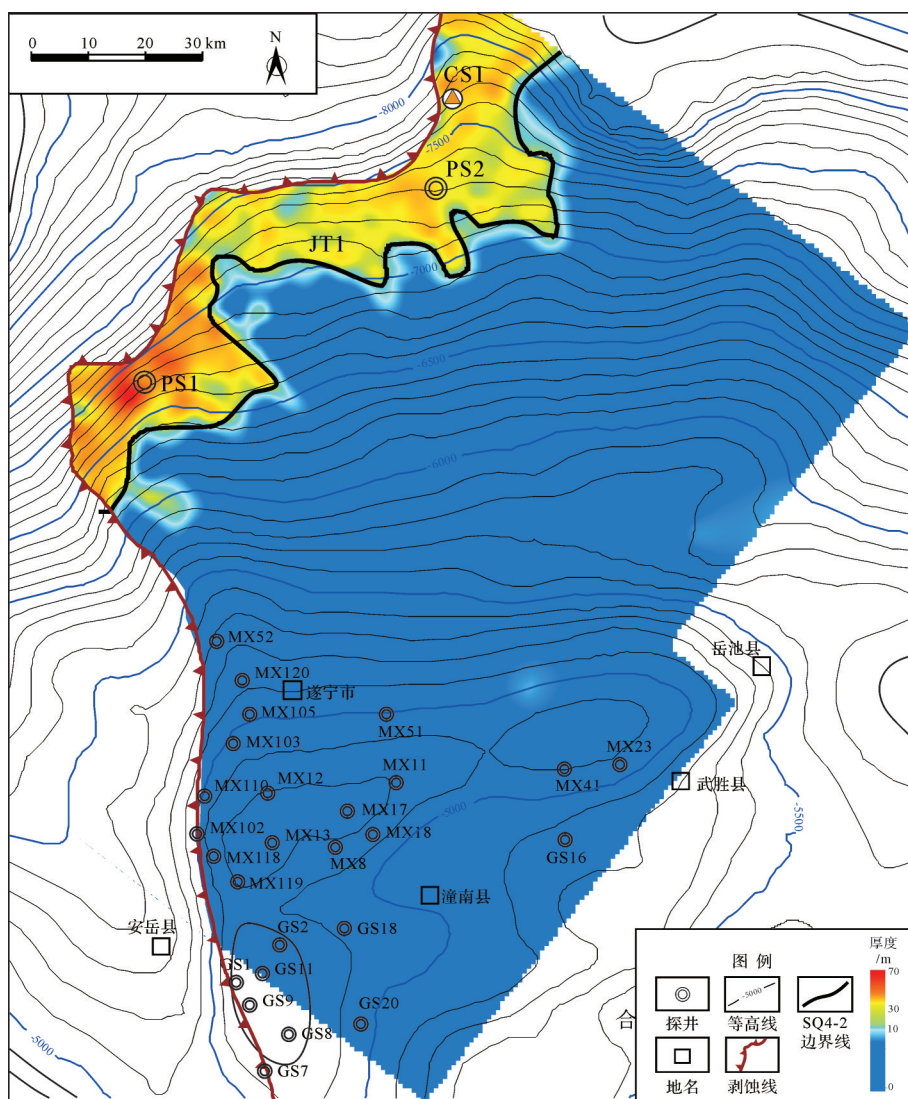 0 10 20 30 km
N
CS1
-8000
-7500
PS2
JT1
-7000
-6500
PS1
-6000
MX52
岳池县
MX120
遂宁市
MX105
MX51
MX103
MX23
MX12
MX11
MX41
武胜县
MX110
MX17
-5000
-5500
MX102
MX13
MX18
MX118
MX8
GS16
MX119
潼南县
安岳县
GS2
GS18
GS1
GS11
GS9
GS20
合
GS8
-5000
GS7
图 例
厚度
/m
70
-5000
30
探井
等高线
SQ4-2
边界线
10
地名
剥蚀线
0